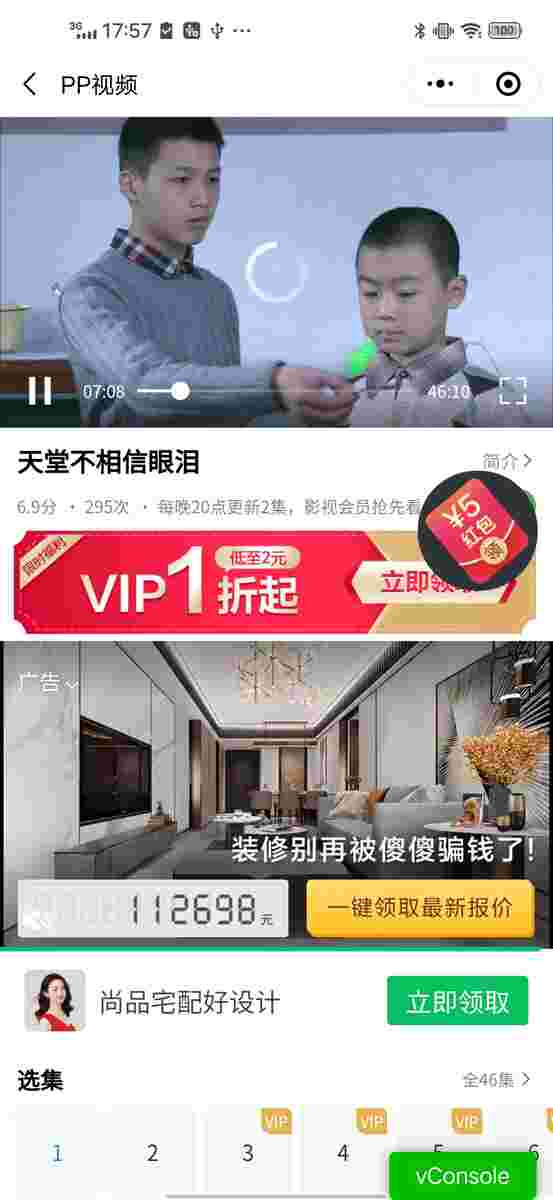 3G 17:57 100
PP视频
07:08 46:10
天堂不相信眼泪
简介
6.9分 · 295次 · 每晚20点更新2集，影视会员抢先看
¥5
红包
领
限时福利
VIP1折起
低至2元
立即领
广告
装修别再被傻傻骗钱了!
112698元
一键领取最新报价
尚品宅配好设计
立即领取
选集
全46集
VIP VIP VIP
1 2 3 4 5 6
vConsole